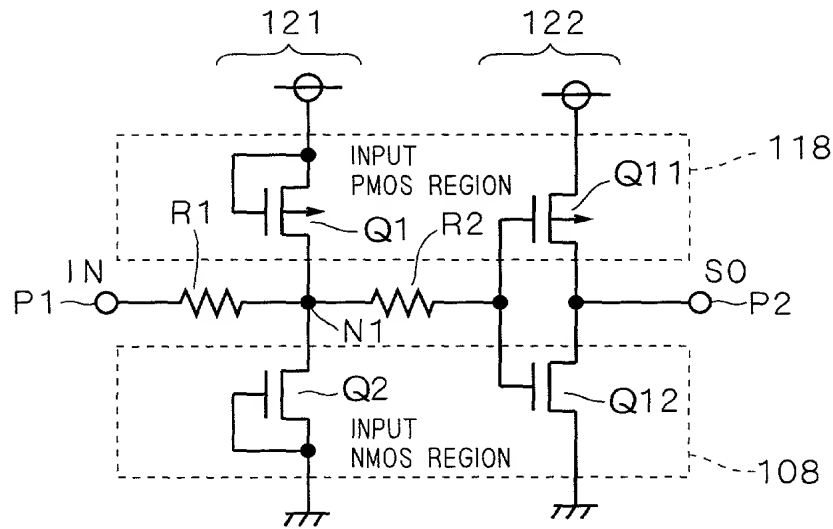 121
122
INPUT
PMOS REGION
118
Q11
R1
Q1
R2
IN
SO
P1
N1
P2
Q2
Q12
INPUT
NMOS REGION
108